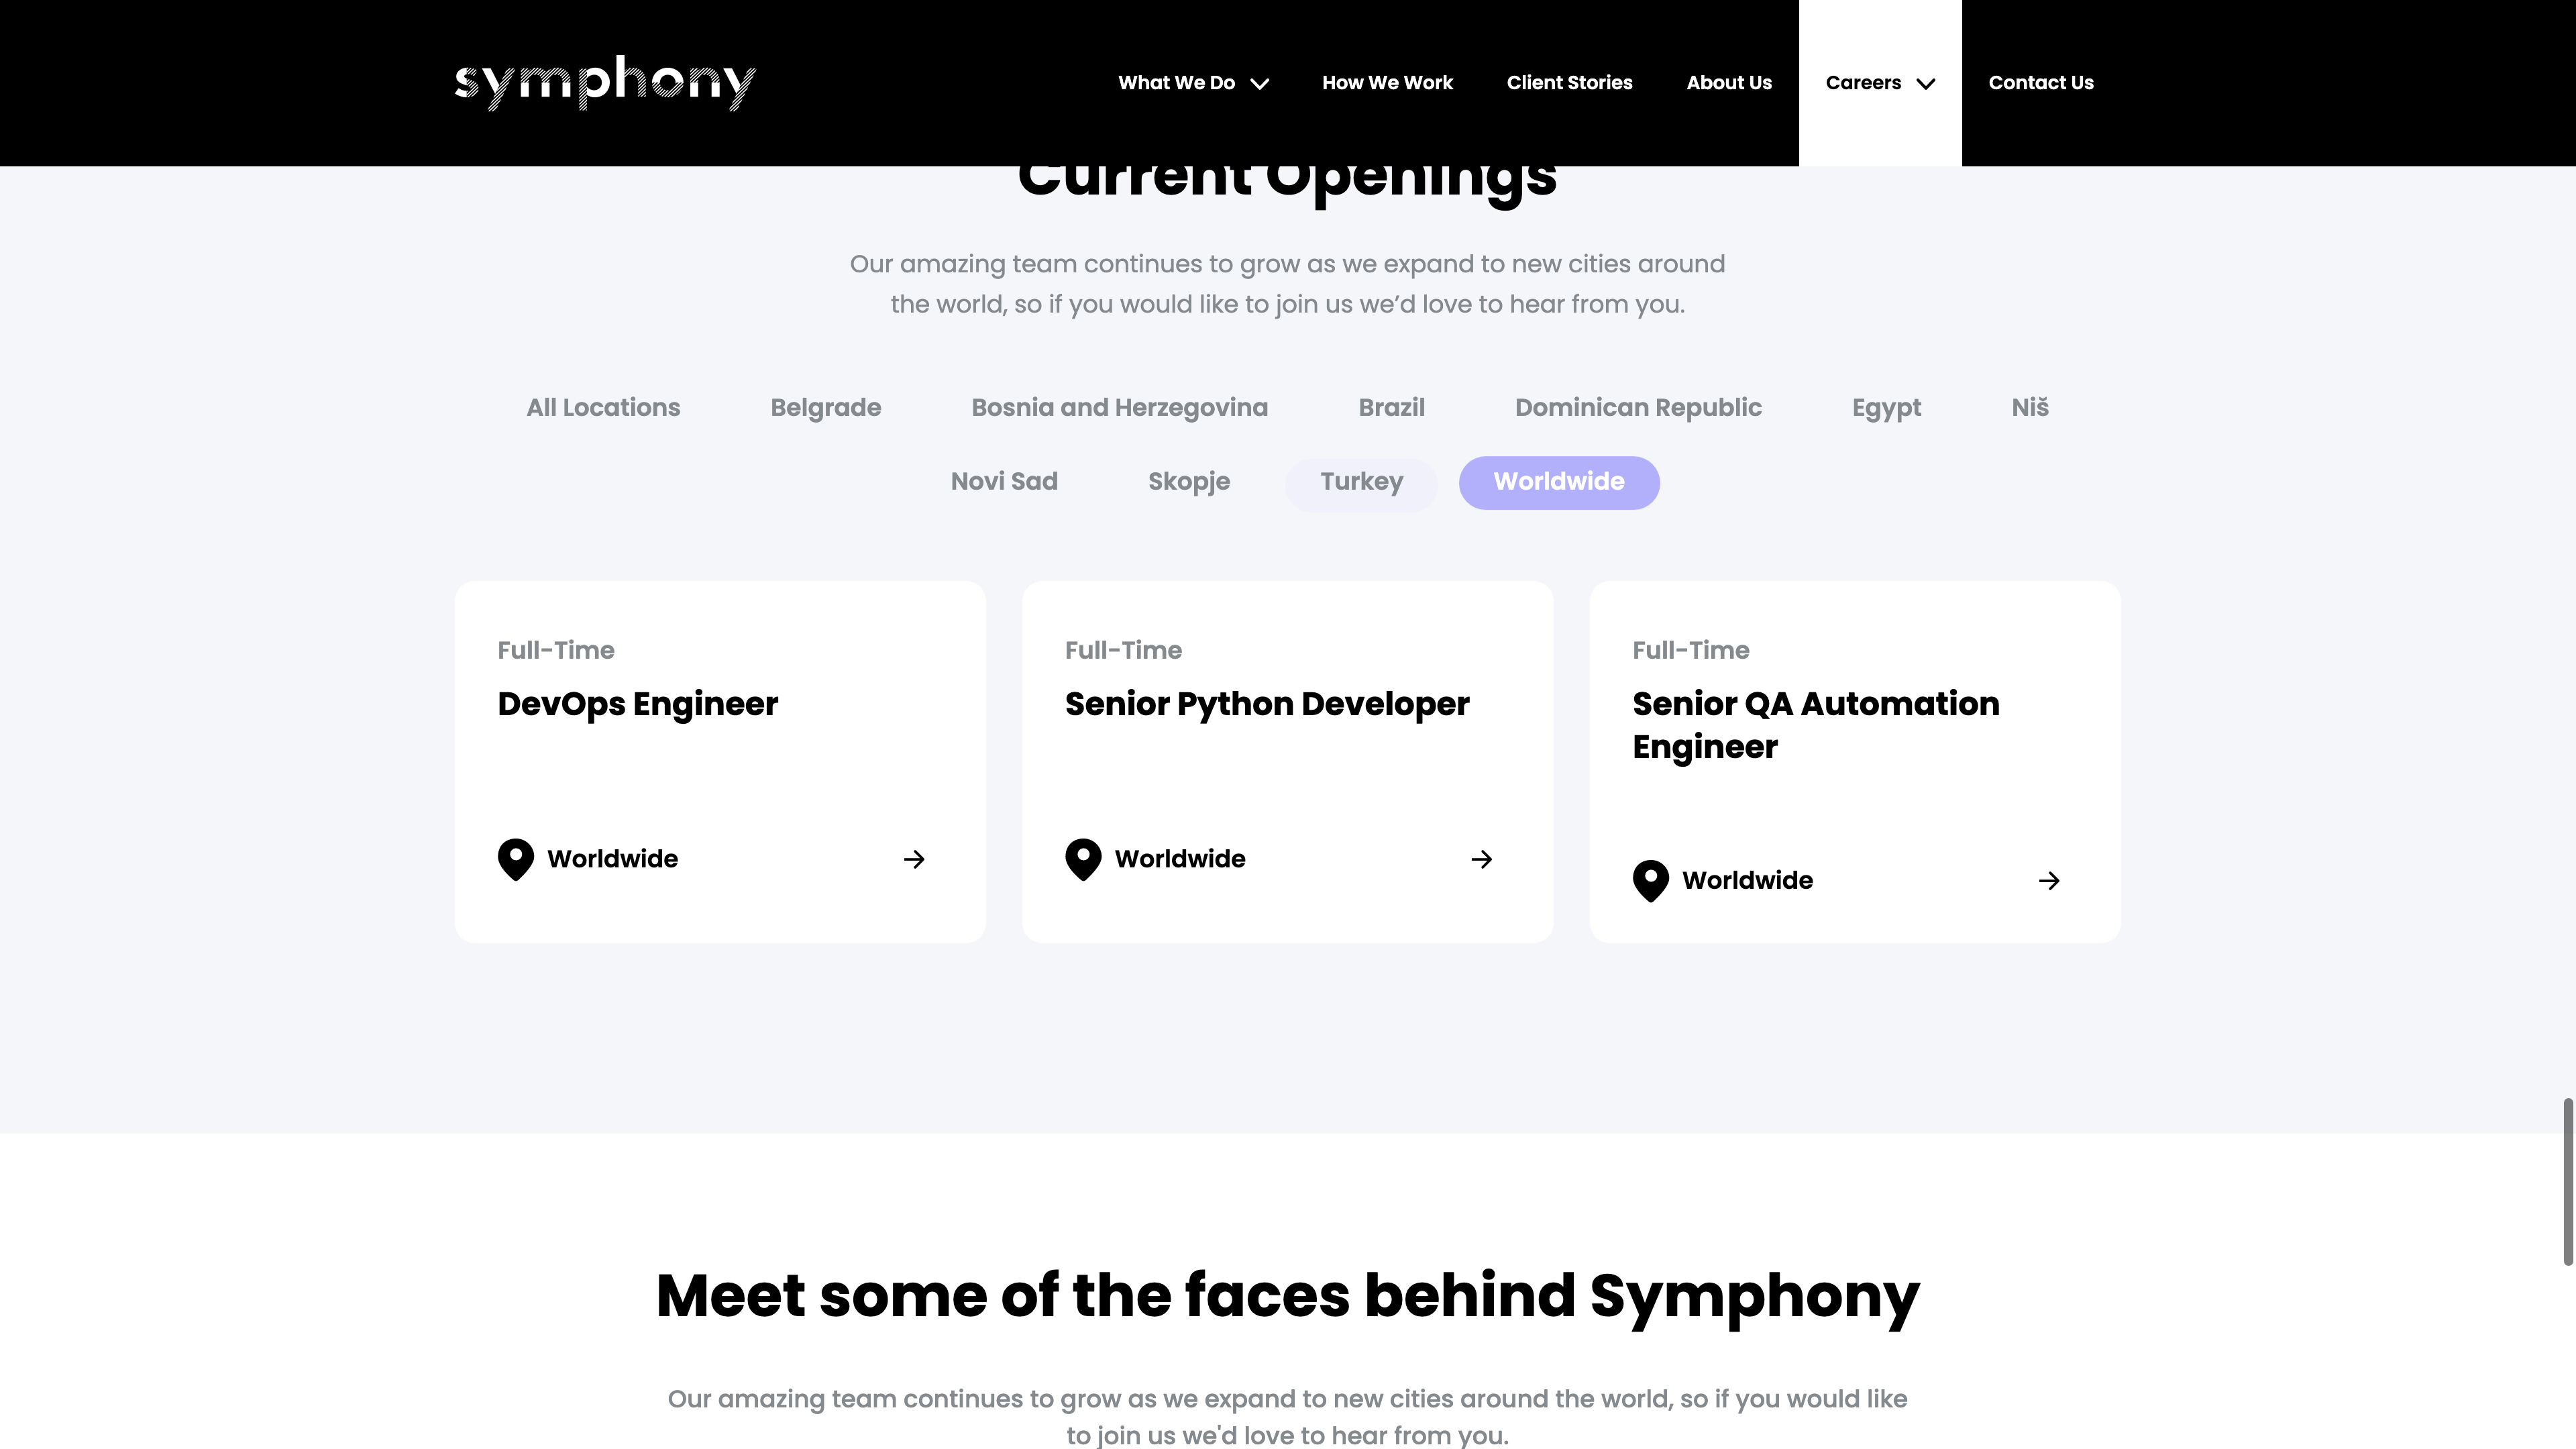 symphony
What We Do
How We Work
Client Stories
About Us
Careers
Contact Us
Current Openings
Our amazing team continues to grow as we expand to new cities around
the world, so if you would like to join us we’d love to hear from you.
All Locations
Belgrade
Bosnia and Herzegovina
Brazil
Dominican Republic
Egypt
Niš
Novi Sad
Skopje
Turkey
Worldwide
Full-Time
DevOps Engineer
Worldwide
Full-Time
Senior Python Developer
Worldwide
Full-Time
Senior QA Automation
Engineer
Worldwide
Meet some of the faces behind Symphony
Our amazing team continues to grow as we expand to new cities around the world, so if you would like
to join us we'd love to hear from you.